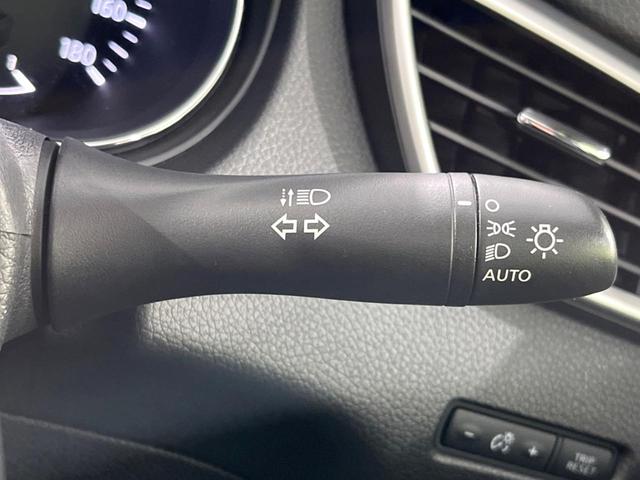 160
180
AUTO
- +
TRIP
RESET